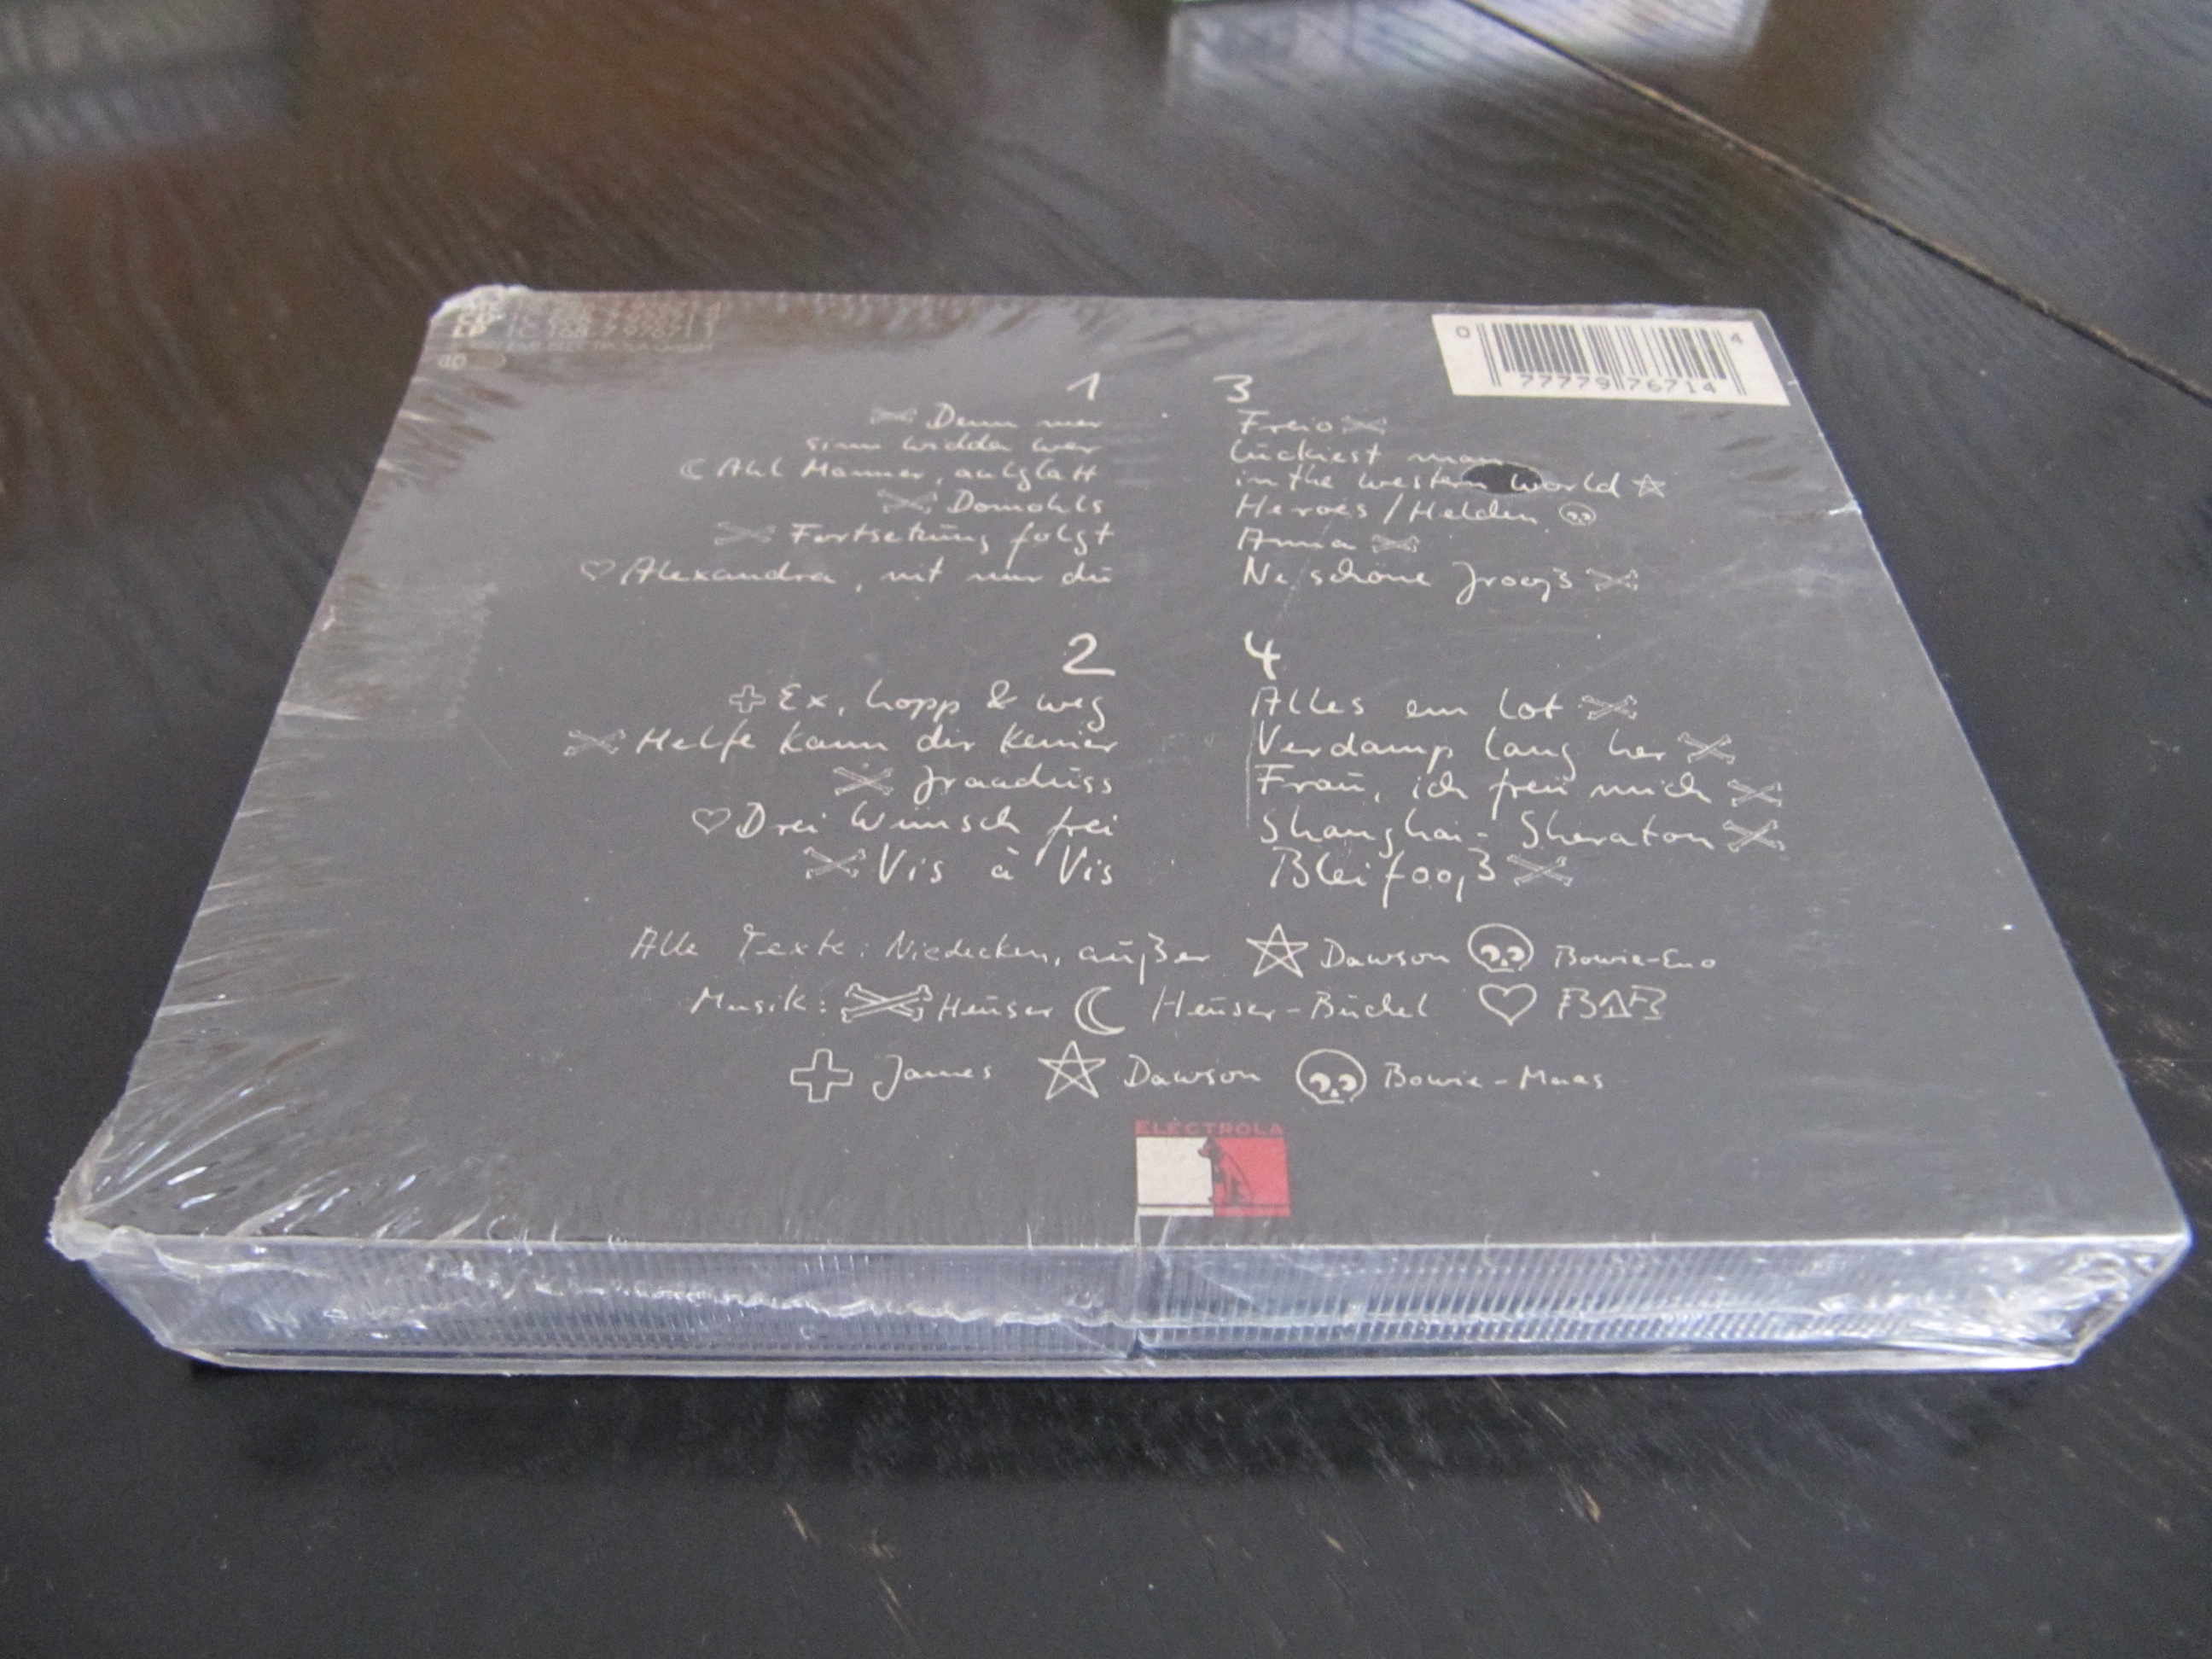 0 77779 76714 4
1
Denn mer
sinn widder wer
Ahl Männer, aalglatt
Domohls
Fortsetzung folgt
Alexandra, nit nur du
2
Ex, hopp & weg
Helfe kann dir keiner
Jraaduss
Drei Wünsch frei
Vis à Vis
3
Freio
Luckiest man
in the western world
Heroes / Helden
Anna
Ne schöne Jrooß
4
Alles em Lot
Verdamp lang her
Frau, ich freu mich
Shanghai-Sheraton
Bleifooß
Alle Texte: Niedecken, außer Dawson Bowie-Eno
Musik: Heuser Heuser-Büchel BAP
James Dawson Bowie-Maas
ELECTROLA